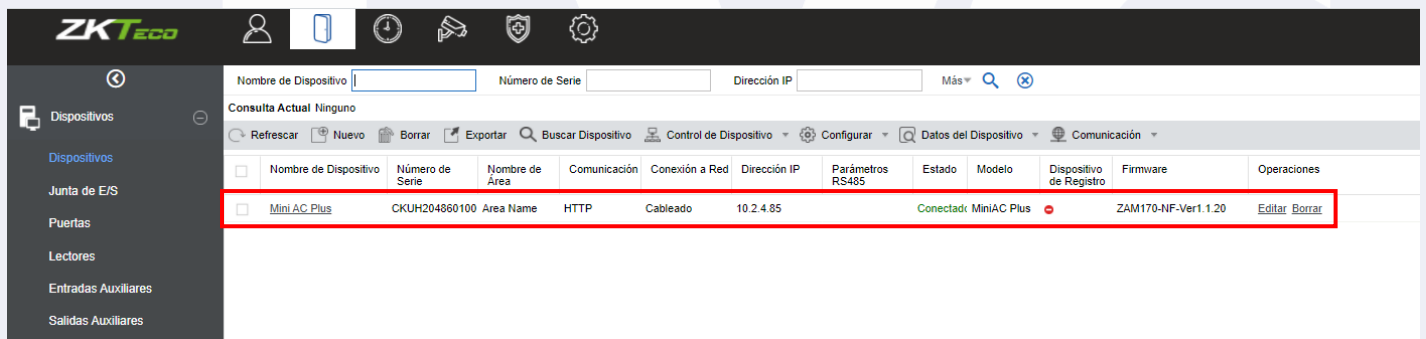 ZKTeco
Nombre de Dispositivo Número de Serie Dirección IP Más
Consulta Actual Ninguno
Refrescar Nuevo Borrar Exportar Buscar Dispositivo Control de Dispositivo Configurar Datos del Dispositivo Comunicación
Nombre de Dispositivo Número de Serie Nombre de Área Comunicación Conexión a Red Dirección IP Parámetros RS485 Estado Modelo Dispositivo de Registro Firmware Operaciones
Mini AC Plus CKUH204860100 Area Name HTTP Cableado 10.2.4.85 Conectado MiniAC Plus ZAM170-NF-Ver1.1.20 Editar Borrar
Dispositivos
Dispositivos
Junta de E/S
Puertas
Lectores
Entradas Auxiliares
Salidas Auxiliares